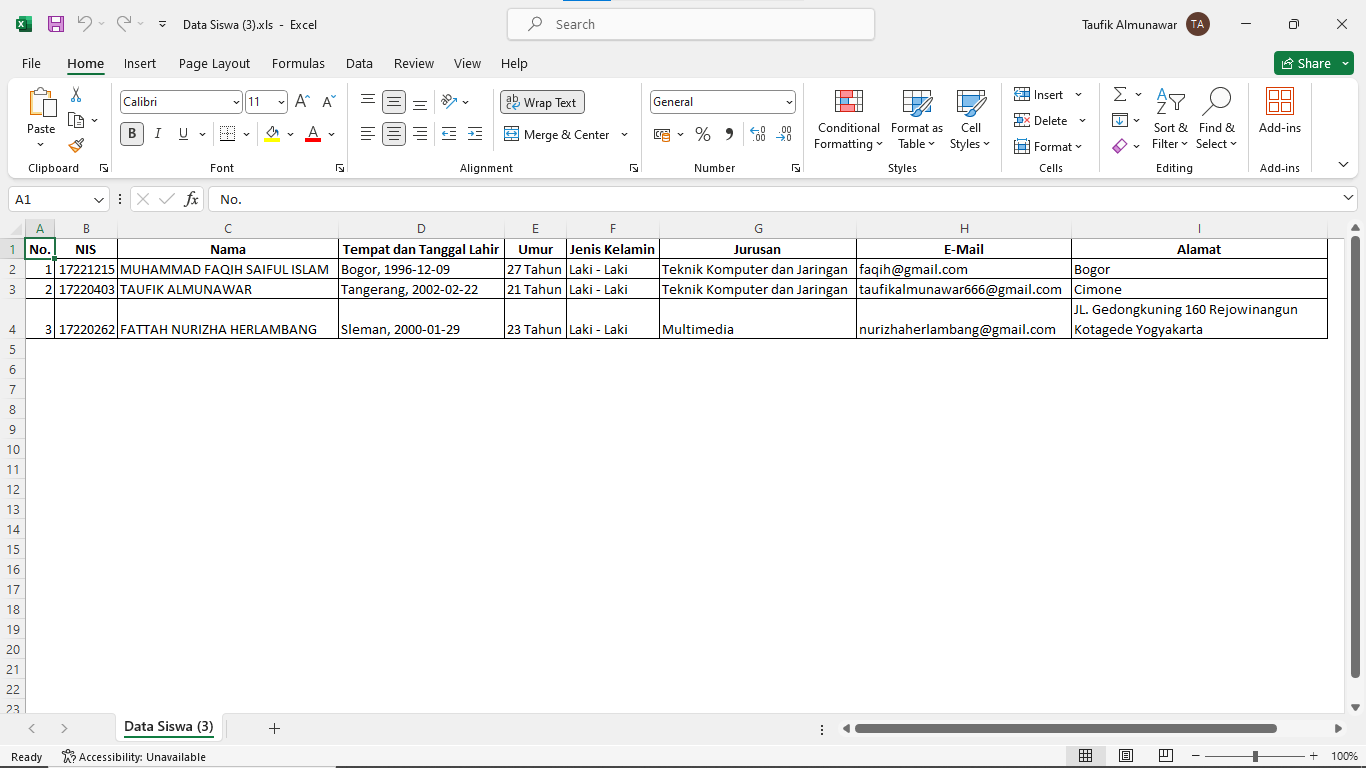 Data Siswa (3).xls - Excel
Search
Taufik Almunawar TA
File Home Insert Page Layout Formulas Data Review View Help Share
Paste
Calibri 11
B I U A
ab Wrap Text
Merge & Center
General
% 9
Conditional Formatting
Format as Table
Cell Styles
Insert
Delete
Format
Sort & Filter
Find & Select
Add-ins
Clipboard Font Alignment Number Styles Cells Editing Add-ins
A1 fx No.
A B C D E F G H I
1 No. NIS Nama Tempat dan Tanggal Lahir Umur Jenis Kelamin Jurusan E-Mail Alamat
2 1 17221215 MUHAMMAD FAQIH SAIFUL ISLAM Bogor, 1996-12-09 27 Tahun Laki - Laki Teknik Komputer dan Jaringan faqih@gmail.com Bogor
3 2 17220403 TAUFIK ALMUNAWAR Tangerang, 2002-02-22 21 Tahun Laki - Laki Teknik Komputer dan Jaringan taufikalmunawar666@gmail.com Cimone
4 3 17220262 FATTAH NURIZHA HERLAMBANG Sleman, 2000-01-29 23 Tahun Laki - Laki Multimedia nurizhaherlambang@gmail.com JL. Gedongkuning 160 Rejowinangun
Kotagede Yogyakarta
5
6
7
8
9
10
11
12
13
14
15
16
17
18
19
20
21
22
23
Data Siswa (3)
Ready Accessibility: Unavailable 100%